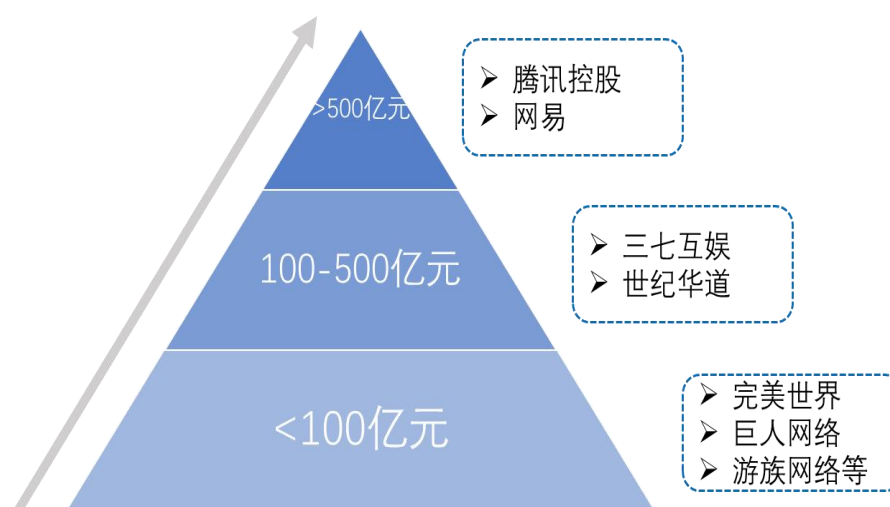 >500亿元
➢ 腾讯控股
➢ 网易
100-500亿元
➢ 三七互娱
➢ 世纪华道
<100亿元
➢ 完美世界
➢ 巨人网络
➢ 游族网络等